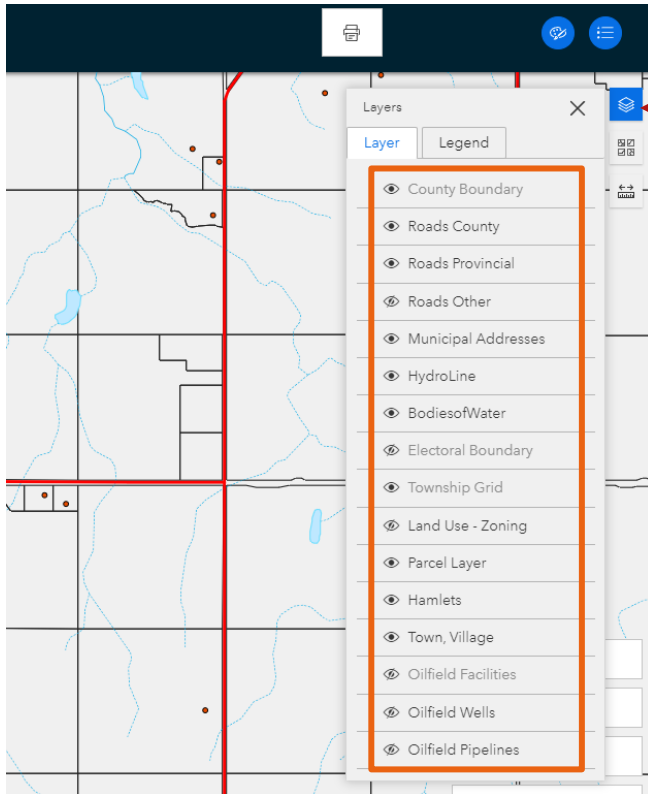 Layers
Layer
Legend
County Boundary
Roads County
Roads Provincial
Roads Other
Municipal Addresses
HydroLine
BodiesofWater
Electoral Boundary
Township Grid
Land Use - Zoning
Parcel Layer
Hamlets
Town, Village
Oilfield Facilities
Oilfield Wells
Oilfield Pipelines